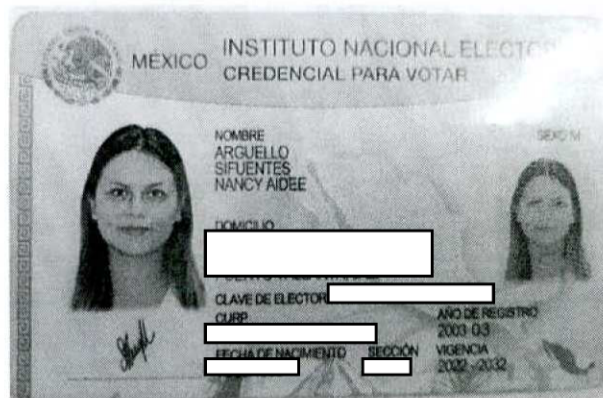 MÉXICO
INSTITUTO NACIONAL ELECTOR
CREDENCIAL PARA VOTAR
NOMBRE
SEXO M
ARGUELLO
SIFUENTES
NANCY AIDEE
DOMICILIO
CLAVE DE ELECTOR
CURP
AÑO DE REGISTRO
2003 03
FECHA DE NACIMIENTO
SECCIÓN
VIGENCIA
2022 - 2032